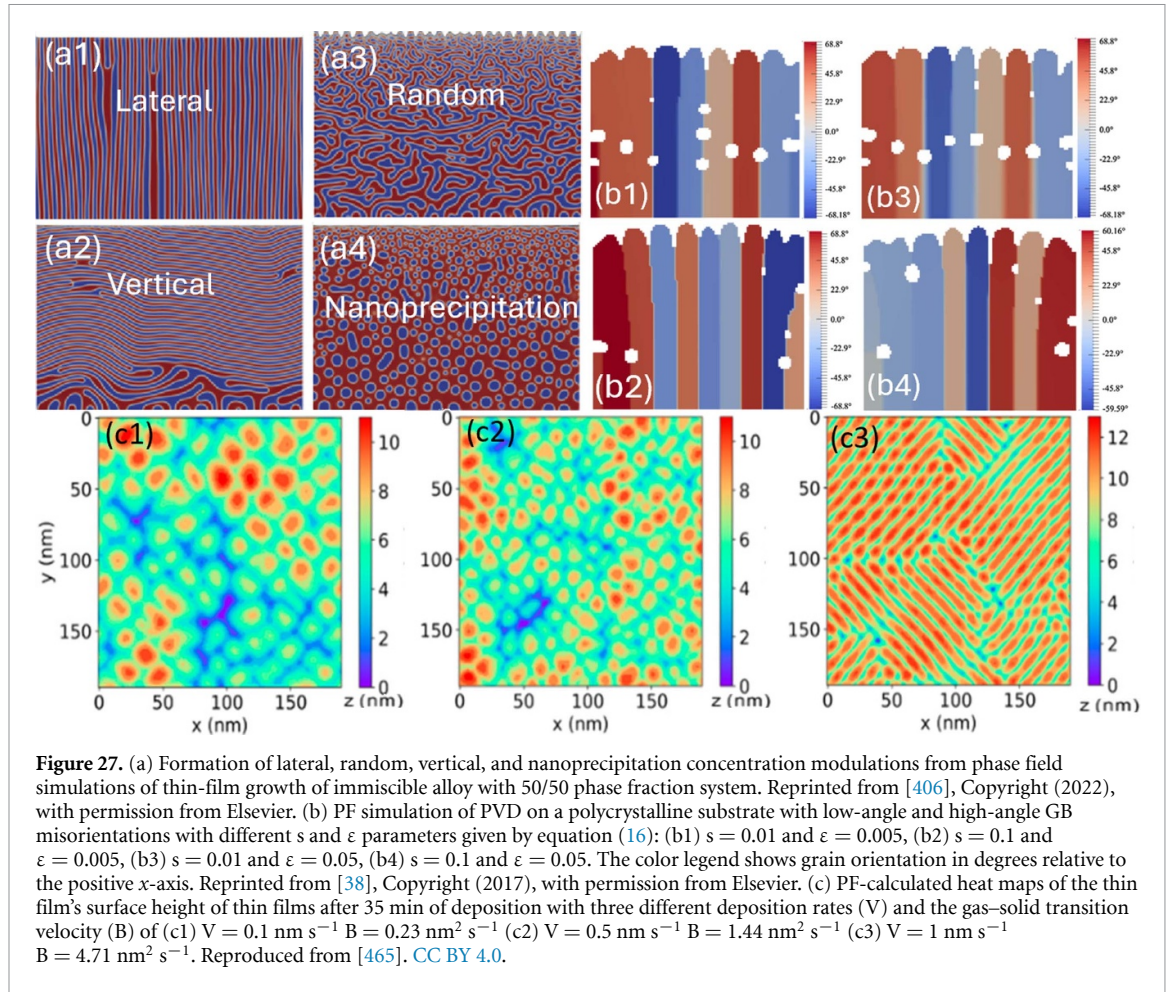 (a1)
Lateral
(a3)
Random
(b1)
68.8°
45.8°
22.9°
0.0°
-22.9°
-45.8°
-68.18°
(b3)
68.8°
45.8°
22.9°
0.0°
-22.9°
-45.8°
-68.18°
(a2)
Vertical
(a4)
Nanoprecipitation
(b2)
68.8°
45.8°
22.9°
0.0°
-22.9°
-45.8°
-68.8°
(b4)
60.16°
45.8°
22.9°
0.0°
-22.9°
-45.8°
-59.59°
(c1)
0
50
100
150
y (nm)
0 50 100 150
x (nm)
10
8
6
4
2
0
z (nm)
(c2)
0
50
100
150
0 50 100 150
x (nm)
10
8
6
4
2
0
z (nm)
(c3)
0
50
100
150
0 50 100 150
x (nm)
12
10
8
6
4
2
0
z (nm)
Figure 27. (a) Formation of lateral, random, vertical, and nanoprecipitation concentration modulations from phase field
simulations of thin-film growth of immiscible alloy with 50/50 phase fraction system. Reprinted from [406], Copyright (2022),
with permission from Elsevier. (b) PF simulation of PVD on a polycrystalline substrate with low-angle and high-angle GB
misorientations with different s and ε parameters given by equation (16): (b1) s = 0.01 and ε = 0.005, (b2) s = 0.1 and
ε = 0.005, (b3) s = 0.01 and ε = 0.05, (b4) s = 0.1 and ε = 0.05. The color legend shows grain orientation in degrees relative to
the positive x-axis. Reprinted from [38], Copyright (2017), with permission from Elsevier. (c) PF-calculated heat maps of the thin
film's surface height of thin films after 35 min of deposition with three different deposition rates (V) and the gas–solid transition
velocity (B) of (c1) V = 0.1 nm s⁻¹ B = 0.23 nm² s⁻¹ (c2) V = 0.5 nm s⁻¹ B = 1.44 nm² s⁻¹ (c3) V = 1 nm s⁻¹
B = 4.71 nm² s⁻¹. Reproduced from [465]. CC BY 4.0.